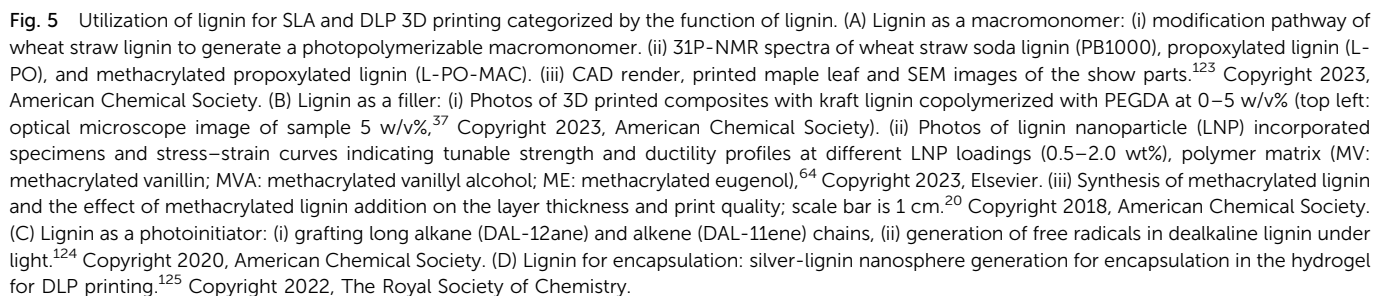 Fig. 5 Utilization of lignin for SLA and DLP 3D printing categorized by the function of lignin. (A) Lignin as a macromonomer: (i) modification pathway of
wheat straw lignin to generate a photopolymerizable macromonomer. (ii) 31P-NMR spectra of wheat straw soda lignin (PB1000), propoxylated lignin (L-
PO), and methacrylated propoxylated lignin (L-PO-MAC). (iii) CAD render, printed maple leaf and SEM images of the show parts.123 Copyright 2023,
American Chemical Society. (B) Lignin as a filler: (i) Photos of 3D printed composites with kraft lignin copolymerized with PEGDA at 0–5 w/v% (top left:
optical microscope image of sample 5 w/v%,37 Copyright 2023, American Chemical Society). (ii) Photos of lignin nanoparticle (LNP) incorporated
specimens and stress–strain curves indicating tunable strength and ductility profiles at different LNP loadings (0.5–2.0 wt%), polymer matrix (MV:
methacrylated vanillin; MVA: methacrylated vanillyl alcohol; ME: methacrylated eugenol),64 Copyright 2023, Elsevier. (iii) Synthesis of methacrylated lignin
and the effect of methacrylated lignin addition on the layer thickness and print quality; scale bar is 1 cm.20 Copyright 2018, American Chemical Society.
(C) Lignin as a photoinitiator: (i) grafting long alkane (DAL-12ane) and alkene (DAL-11ene) chains, (ii) generation of free radicals in dealkaline lignin under
light.124 Copyright 2020, American Chemical Society. (D) Lignin for encapsulation: silver-lignin nanosphere generation for encapsulation in the hydrogel
for DLP printing.125 Copyright 2022, The Royal Society of Chemistry.